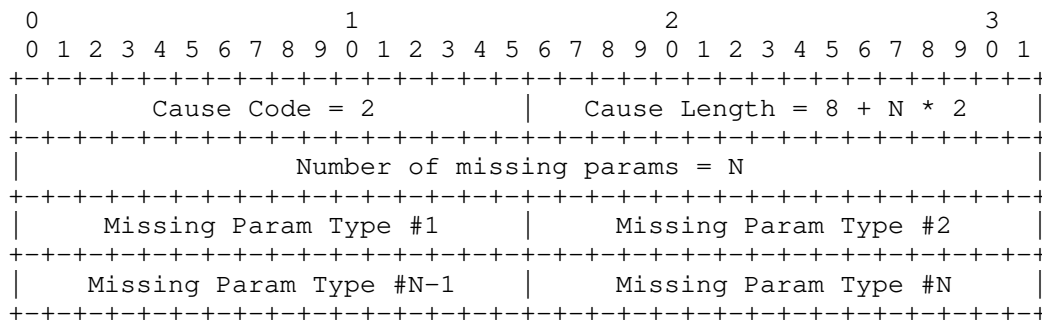 0                   1                   2                   3
 0 1 2 3 4 5 6 7 8 9 0 1 2 3 4 5 6 7 8 9 0 1 2 3 4 5 6 7 8 9 0 1
+-+-+-+-+-+-+-+-+-+-+-+-+-+-+-+-+-+-+-+-+-+-+-+-+-+-+-+-+-+-+-+-+
|        Cause Code = 2         |   Cause Length = 8 + N * 2    |
+-+-+-+-+-+-+-+-+-+-+-+-+-+-+-+-+-+-+-+-+-+-+-+-+-+-+-+-+-+-+-+-+
|                 Number of missing params = N                  |
+-+-+-+-+-+-+-+-+-+-+-+-+-+-+-+-+-+-+-+-+-+-+-+-+-+-+-+-+-+-+-+-+
|     Missing Param Type #1     |     Missing Param Type #2     |
+-+-+-+-+-+-+-+-+-+-+-+-+-+-+-+-+-+-+-+-+-+-+-+-+-+-+-+-+-+-+-+-+
|    Missing Param Type #N-1    |     Missing Param Type #N     |
+-+-+-+-+-+-+-+-+-+-+-+-+-+-+-+-+-+-+-+-+-+-+-+-+-+-+-+-+-+-+-+-+